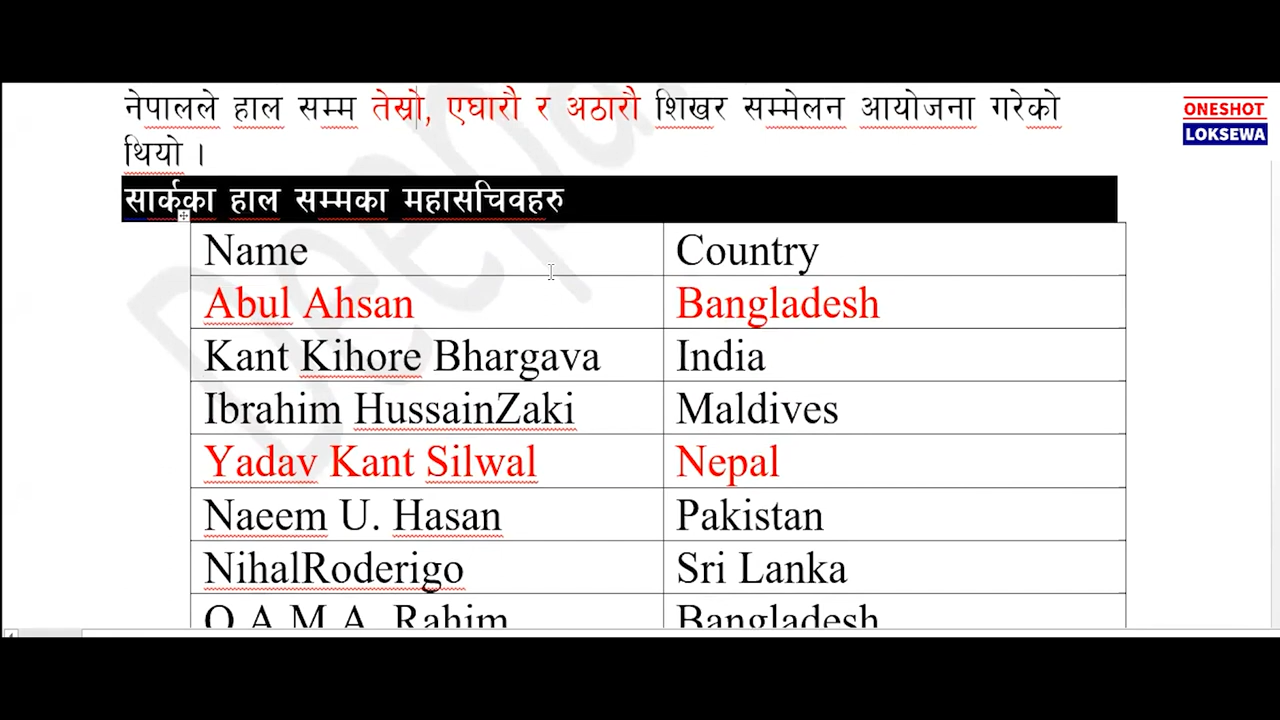 नेपालले हाल सम्म तेस्रो, एघारौ र अठारौ शिखर सम्मेलन आयोजना गरेको
थियो ।
ONESHOT
LOKSEWA
सार्कका हाल सम्मका महासचिवहरु
Name Country
Abul Ahsan Bangladesh
Kant Kihore Bhargava India
Ibrahim HussainZaki Maldives
Yadav Kant Silwal Nepal
Naeem U. Hasan Pakistan
NihalRoderigo Sri Lanka
Q.A.M.A. Rahim Bangladesh